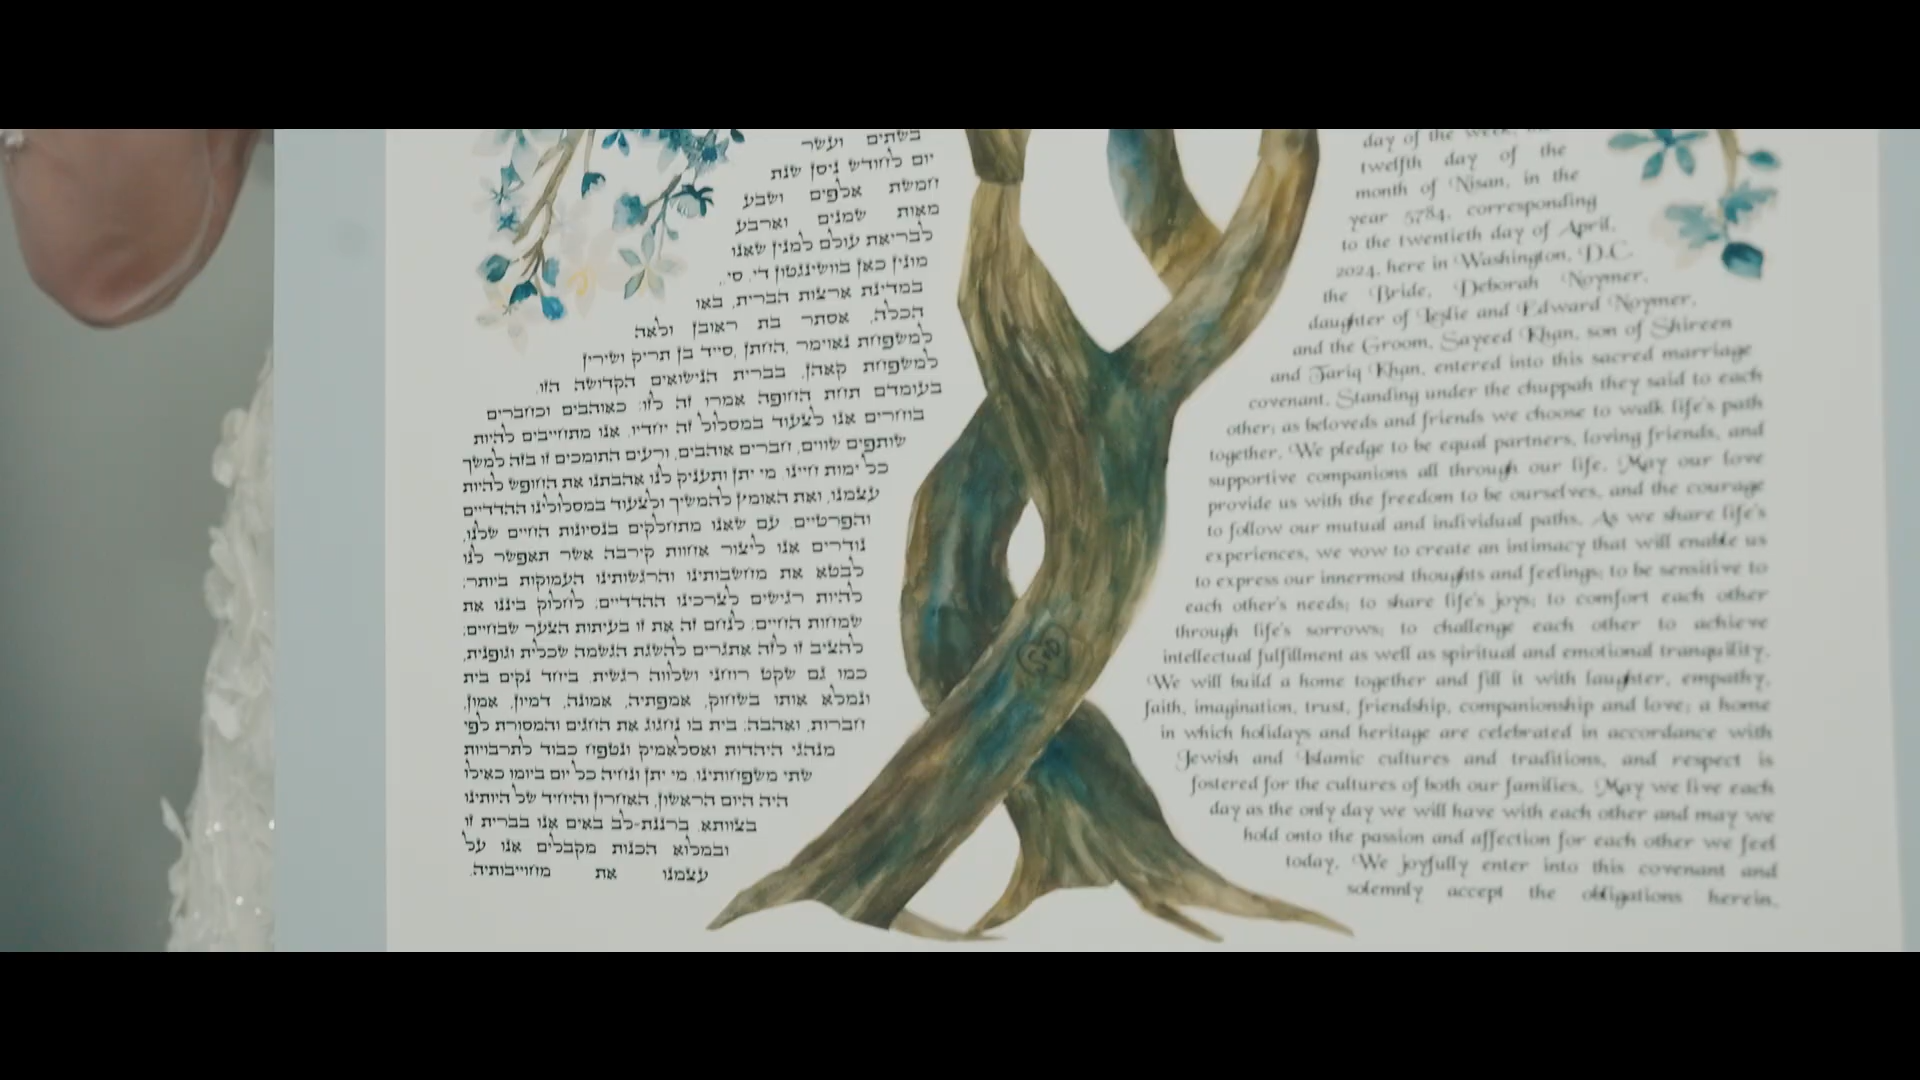 בשתים ועשר
יום לחודש ניסן שנת
חמשת אלפים ושבע
מאות שמנים וארבע
לבריאת עולם למנין שאנו
מונין כאן בוושינגטון די. סי.,
במדינת ארצות הברית, באו
הכלה, אסתר בת ראובן ולאה
למשפחת נאוימר, החתן, סייד בן תריק ושירין
למשפחת קאהן, בברית הנישואים הקדושה הזו.
בעומדם תחת החופה אמרו זה לזו: כאוהבים וכחברים
בוחרים אנו לצעוד במסלול זה יחדיו. אנו מתחייבים להיות
שותפים שווים, חברים אוהבים, ורעים התומכים זו בזה למשך
כל ימות חיינו. מי יתן ותעניק לנו אהבתנו את החופש להיות
עצמנו, ואת האומץ להמשיך ולצעוד במסלולינו ההדדיים
והפרטיים. עם שאנו מתחלקים בנסיונות החיים שלנו,
נודרים אנו ליצור אחוות קירבה אשר תאפשר לנו
לבטא את מחשבותינו והרגשותינו העמוקות ביותר;
להיות רגישים לצרכינו ההדדיים; לחלוק ביננו את
שמחות החיים; לנחם זה את זו בעיתות הצער שבחיים;
להציב זו לזה אתגרים להשגת הגשמה שכלית וגופנית,
כמו גם שקט רוחני ושלווה רגשית. ביחד נקים בית
ונמלא אותו בשחוק, אמפתיה, אמונה, דמיון, אמון,
חברות, ואהבה; בית בו נחגוג את החגים והמסורת לפי
מנהגי היהדות ואסלאמיק ונטפח כבוד לתרבויות
שתי משפחותינו. מי יתן ונחיה כל יום ביומו כאילו
היה היום הראשון, האחרון והיחיד של היותינו
בצוותא. ברננת-לב באים אנו בברית זו
ובמלוא הכנות מקבלים אנו על
עצמנו את מחוייבותיה.
S&D
day of the week, the
twelfth day of the
month of Nisan, in the
year 5784, corresponding
to the twentieth day of April,
2024, here in Washington, D.C.
the Bride, Deborah Noymer,
daughter of Leslie and Edward Noymer,
and the Groom, Sayeed Khan, son of Shireen
and Tariq Khan, entered into this sacred marriage
covenant. Standing under the chuppah they said to each
other: as beloveds and friends we choose to walk life's path
together. We pledge to be equal partners, loving friends, and
supportive companions all through our life. May our love
provide us with the freedom to be ourselves, and the courage
to follow our mutual and individual paths. As we share life's
experiences, we vow to create an intimacy that will enable us
to express our innermost thoughts and feelings; to be sensitive to
each other's needs; to share life's joys; to comfort each other
through life's sorrows; to challenge each other to achieve
intellectual fulfillment as well as spiritual and emotional tranquility.
We will build a home together and fill it with laughter, empathy,
faith, imagination, trust, friendship, companionship and love; a home
in which holidays and heritage are celebrated in accordance with
Jewish and Islamic cultures and traditions, and respect is
fostered for the cultures of both our families. May we live each
day as the only day we will have with each other and may we
hold onto the passion and affection for each other we feel
today. We joyfully enter into this covenant and
solemnly accept the obligations herein.